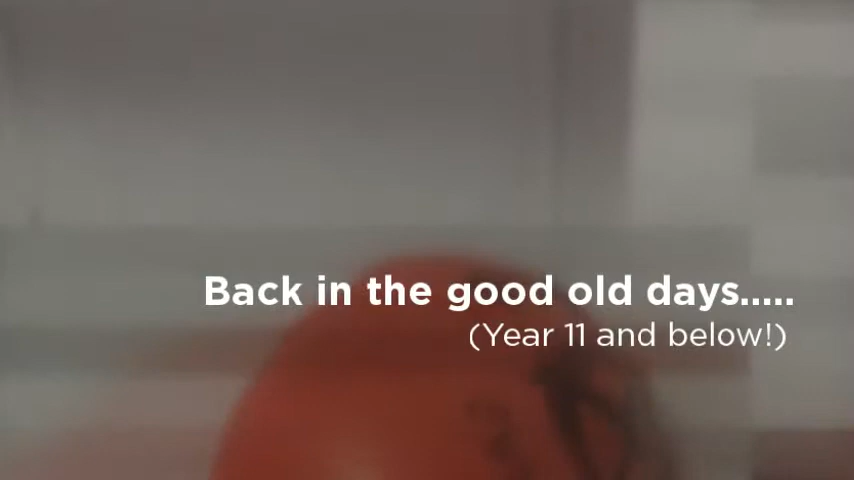 Back in the good old days.....
(Year 11 and below!)